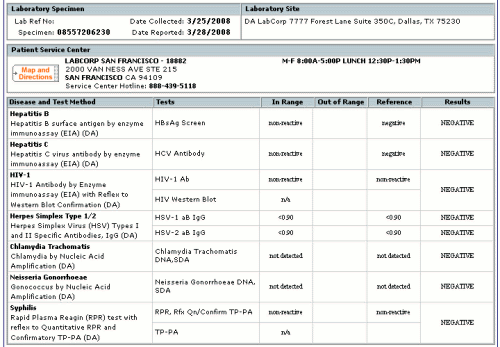 Laboratory Specimen
Laboratory Site
Lab Ref No:
Date Collected: 3/25/2008
DA LabCorp 7777 Forest Lane Suite 350C, Dallas, TX 75230
Specimen: 08557206230
Date Reported: 3/28/2008
Patient Service Center
Map and Directions
LABCORP SAN FRANCISCO - 18882
M-F 8:00A-5:00P LUNCH 12:30P-1:30PM
2000 VAN NESS AVE STE 215
SAN FRANCISCO CA 94109
Service Center Hotline: 888-439-5118
Disease and Test Method Tests In Range Out of Range Reference Results
Hepatitis B
Hepatitis B surface antigen by enzyme
immunoassay (EIA) (DA)
HBsAg Screen non-reactive negative NEGATIVE
Hepatitis C
Hepatitis C virus antibody by enzyme
immunoassay (EIA) (DA)
HCV Antibody non-reactive negative NEGATIVE
HIV-1
HIV-1 Antibody by Enzyme
immunoassay (EIA) with Reflex to
Western Blot Confirmation (DA)
HIV-1 Ab non-reactive non-reactive NEGATIVE
HIV Western Blot n/a
Herpes Simplex Type 1/2
Herpes Simplex Virus (HSV) Types I
and II Specific Antibodies, IgG (DA)
HSV-1 aB IgG <0.90 <0.90 NEGATIVE
HSV-2 aB IgG <0.90 <0.90 NEGATIVE
Chlamydia Trachomatis
Chlamydia by Nucleic Acid
Amplification (DA)
Chlamydia Trachomatis
DNA,SDA
not detected not detected NEGATIVE
Neisseria Gonorrhoeae
Gonococcus by Nucleic Acid
Amplification (DA)
Neisseria Gonorrhoeae DNA,
SDA
not detected not detected NEGATIVE
Syphilis
Rapid Plasma Reagin (RPR) test with
reflex to Quantitative RPR and
Confirmatory TP-PA (DA)
RPR, Rfx Qn/Confirm TP-PA non-reactive non-reactive NEGATIVE
TP-PA n/a